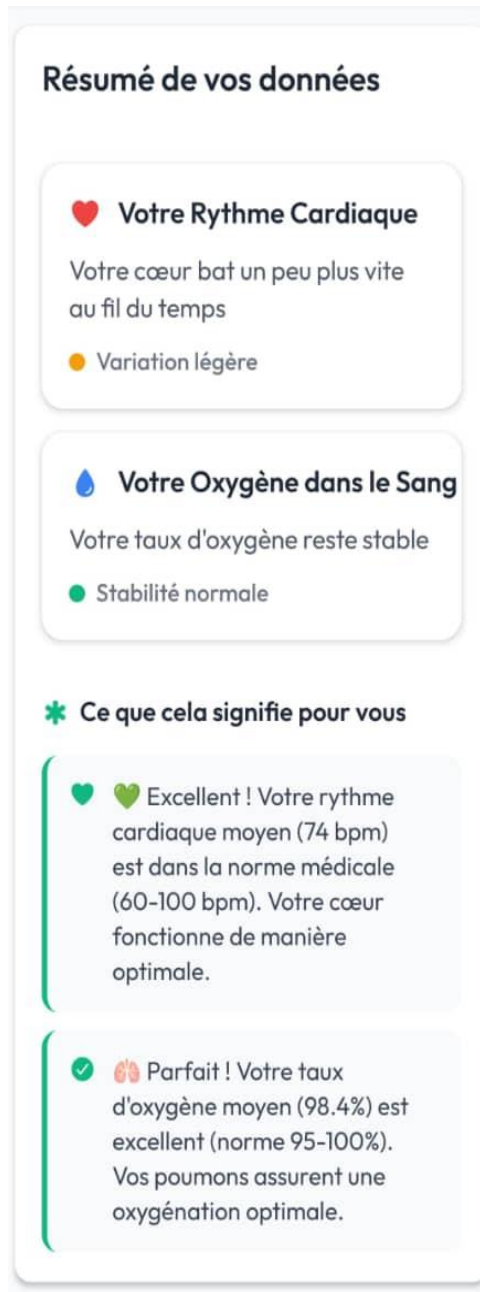 Résumé de vos données
Votre Rythme Cardiaque
Votre cœur bat un peu plus vite
au fil du temps
Variation légère
Votre Oxygène dans le Sang
Votre taux d'oxygène reste stable
Stabilité normale
Ce que cela signifie pour vous
💚 Excellent ! Votre rythme
cardiaque moyen (74 bpm)
est dans la norme médicale
(60-100 bpm). Votre cœur
fonctionne de manière
optimale.
🫁 Parfait ! Votre taux
d'oxygène moyen (98.4%) est
excellent (norme 95-100%).
Vos poumons assurent une
oxygénation optimale.